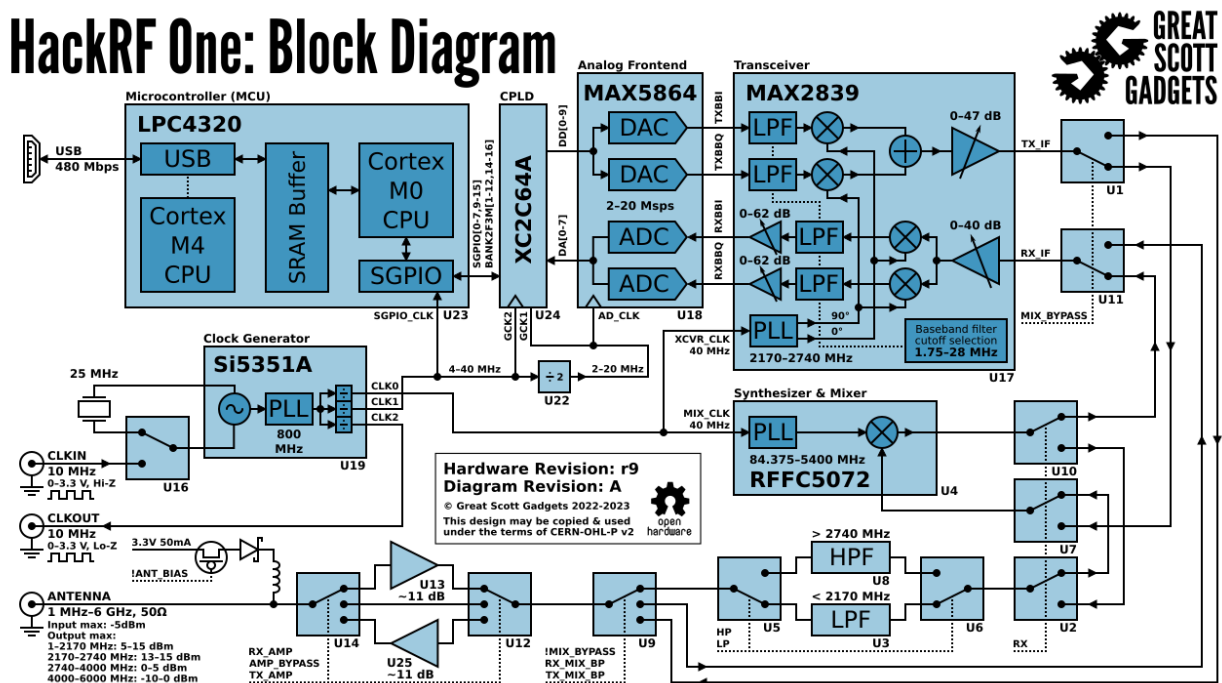 HackRF One: Block Diagram
GREAT
SCOTT
GADGETS
Microcontroller (MCU)
LPC4320
USB
480 Mbps
USB
Cortex
M4
CPU
SRAM Buffer
Cortex
M0
CPU
SGPIO
SGPIO_CLK
U23
SGPIO[0-7,9-15]
BANK2F3M[1-12,14-16]
CPLD
XC2C64A
GCK2
GCK1
U24
DD[0-9]
DA[0-7]
Analog Frontend
MAX5864
DAC
DAC
2–20 Msps
ADC
ADC
AD_CLK
U18
TXBBI
TXBBQ
RXBBI
RXBBQ
Transceiver
MAX2839
LPF
LPF
0–62 dB
LPF
0–62 dB
LPF
0–47 dB
0–40 dB
PLL
90°
0°
2170–2740 MHz
Baseband filter
cutoff selection
1.75–28 MHz
U17
XCVR_CLK
40 MHz
TX_IF
U1
RX_IF
U11
MIX_BYPASS
Clock Generator
Si5351A
PLL
800
MHz
U19
CLK0
CLK1
CLK2
25 MHz
4–40 MHz
÷2
U22
2–20 MHz
U16
CLKIN
10 MHz
0–3.3 V, Hi-Z
CLKOUT
10 MHz
0–3.3 V, Lo-Z
Synthesizer & Mixer
MIX_CLK
40 MHz
PLL
84.375–5400 MHz
RFFC5072
U4
U10
U7
U2
RX
Hardware Revision: r9
Diagram Revision: A
© Great Scott Gadgets 2022-2023
This design may be copied & used
under the terms of CERN-OHL-P v2
open
hardware
3.3V 50mA
!ANT_BIAS
ANTENNA
1 MHz–6 GHz, 50Ω
Input max: -5dBm
Output max:
1–2170 MHz: 5–15 dBm
2170–2740 MHz: 13–15 dBm
2740–4000 MHz: 0–5 dBm
4000–6000 MHz: -10–0 dBm
U14
U13
~11 dB
U25
~11 dB
U12
RX_AMP
AMP_BYPASS
TX_AMP
U9
!MIX_BYPASS
RX_MIX_BP
TX_MIX_BP
U5
HP
LP
> 2740 MHz
HPF
U8
< 2170 MHz
LPF
U3
U6